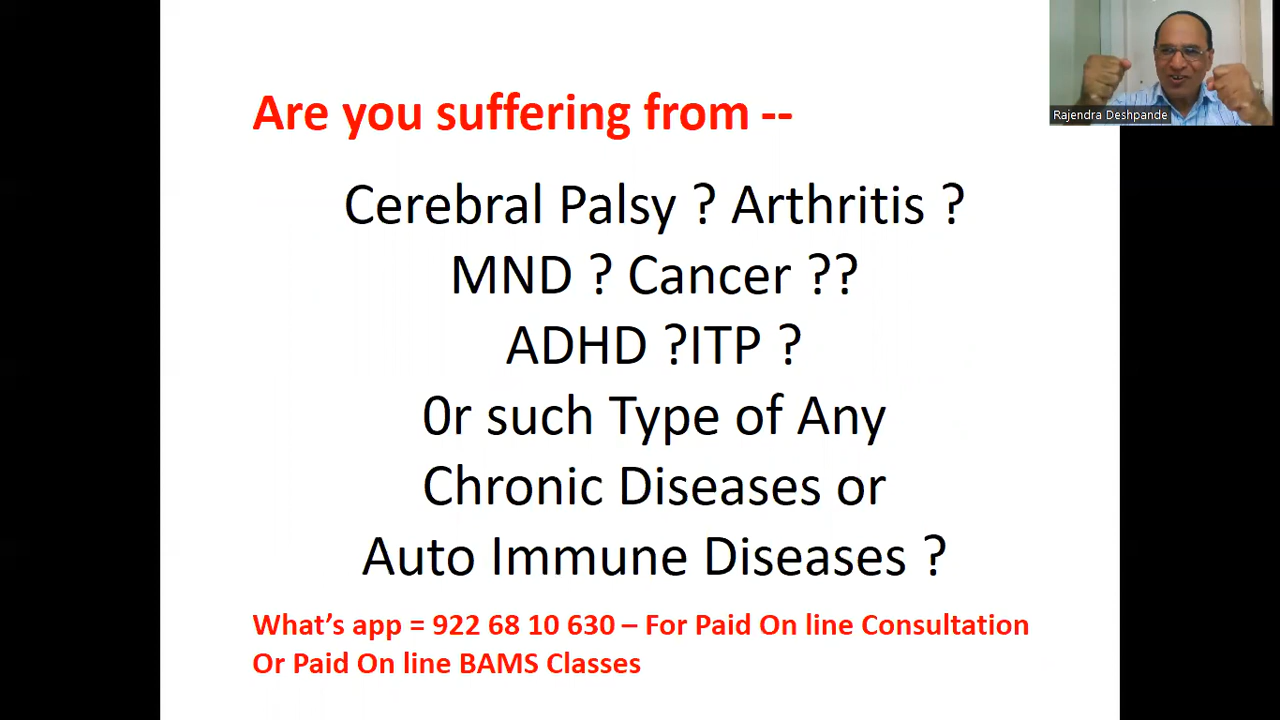 Rajendra Deshpande
Are you suffering from --
Cerebral Palsy ? Arthritis ?
MND ? Cancer ??
ADHD ?ITP ?
0r such Type of Any
Chronic Diseases or
Auto Immune Diseases ?
What’s app = 922 68 10 630 – For Paid On line Consultation
Or Paid On line BAMS Classes